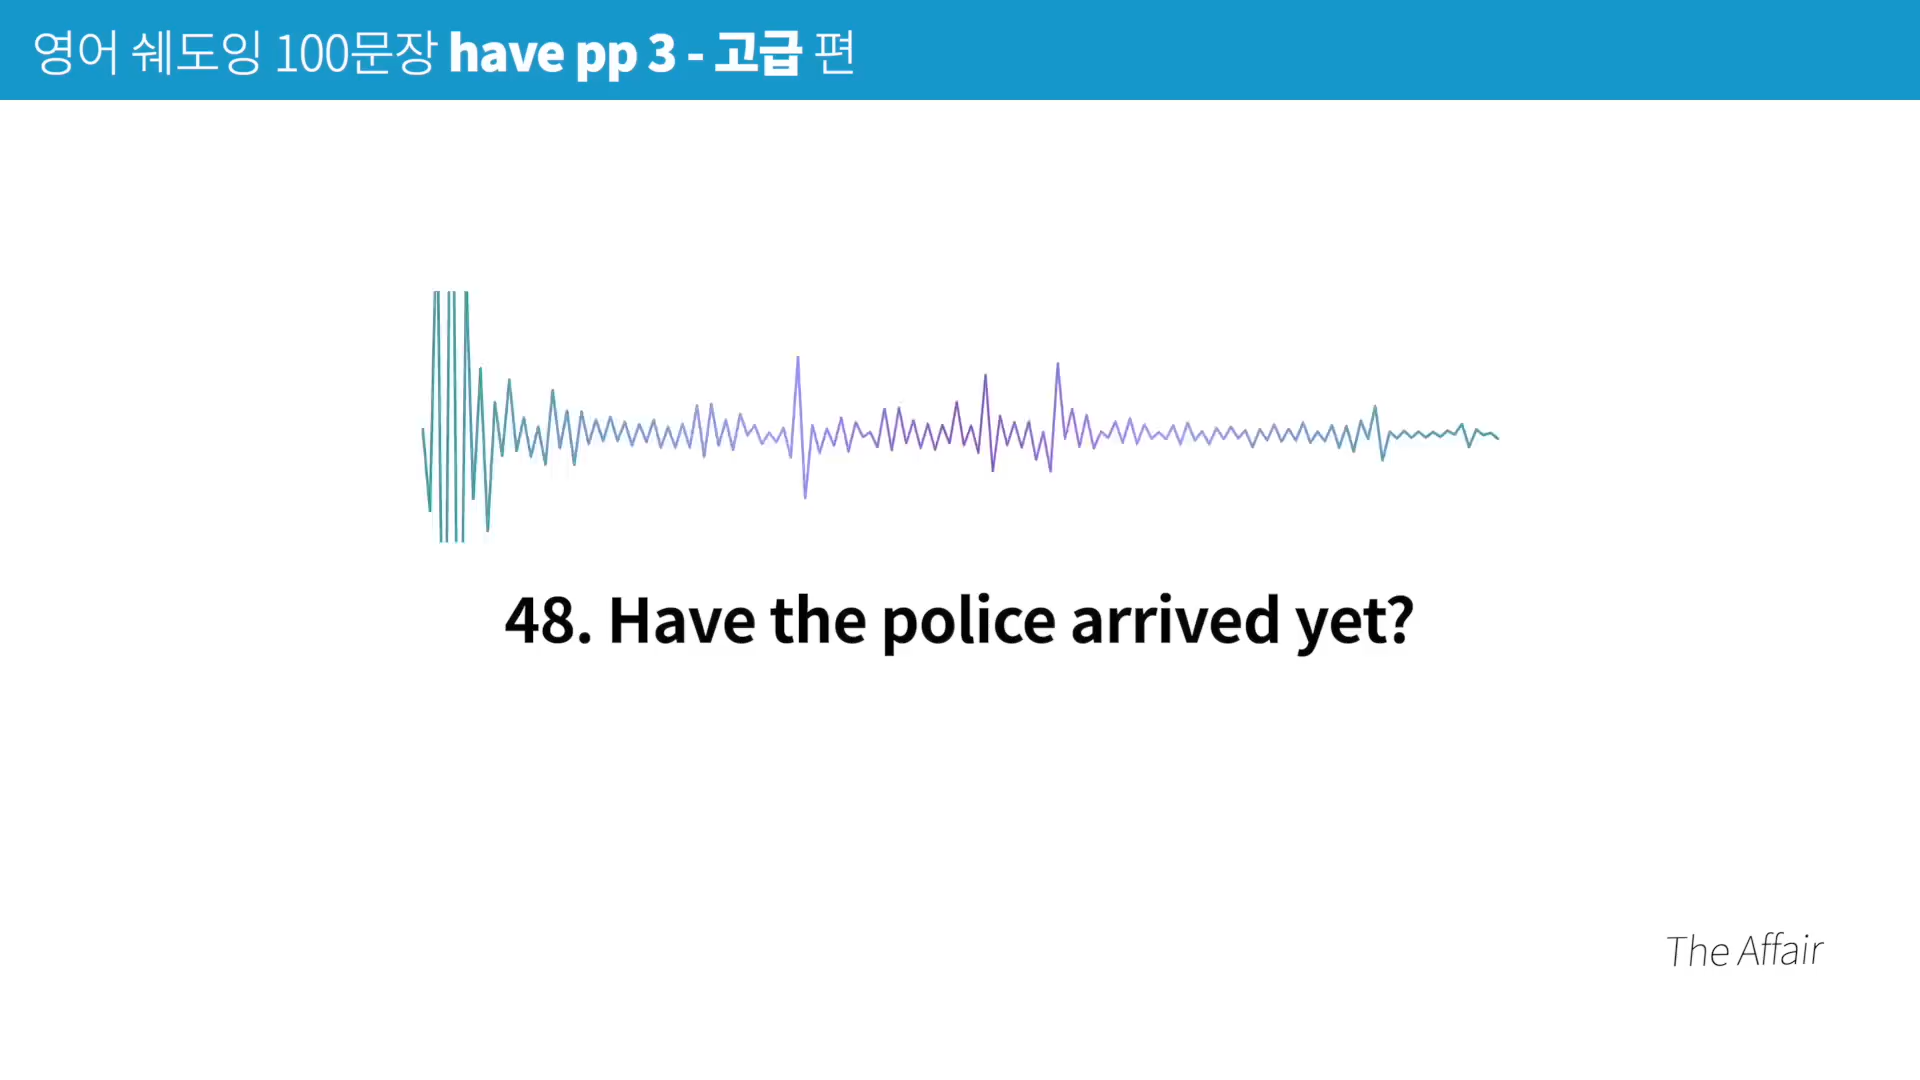 영어 쉐도잉 100문장 have pp 3 - 고급 편
48. Have the police arrived yet?
The Affair